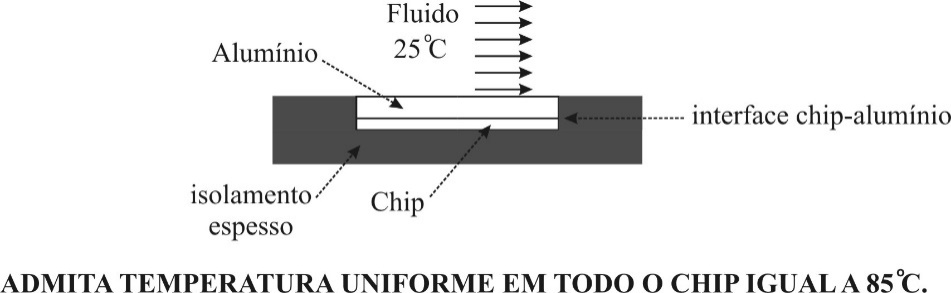 Fluido
25°C
Alumínio
interface chip-alumínio
isolamento
espesso
Chip
ADMITA TEMPERATURA UNIFORME EM TODO O CHIP IGUAL A 85°C.